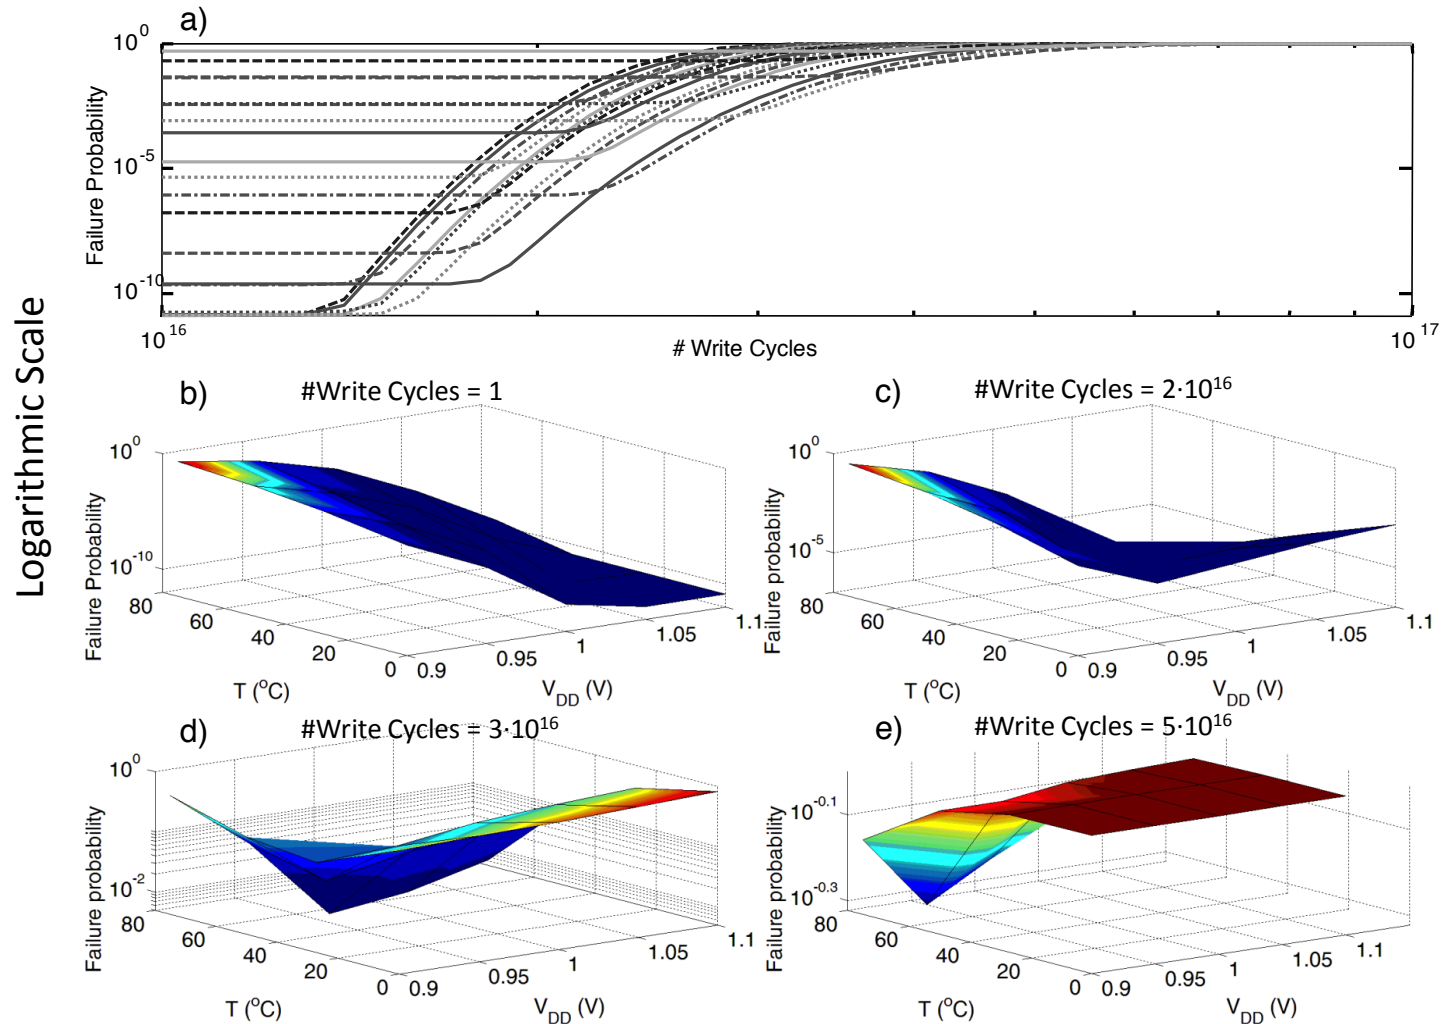 Logarithmic Scale
a)
Failure Probability
10^0
10^-5
10^-10
10^16
10^17
# Write Cycles
b)
#Write Cycles = 1
Failure Probability
10^0
10^-10
80
60
40
20
0
0.9
0.95
1
1.05
1.1
T (°C)
V_DD (V)
c)
#Write Cycles = 2·10^16
Failure probability
10^0
10^-5
80
60
40
20
0
0.9
0.95
1
1.05
1.1
T (°C)
V_DD (V)
d)
#Write Cycles = 3·10^16
Failure probability
10^0
10^-2
80
60
40
20
0
0.9
0.95
1
1.05
1.1
T (°C)
V_DD (V)
e)
#Write Cycles = 5·10^16
Failure probability
10^-0.1
10^-0.3
80
60
40
20
0
0.9
0.95
1
1.05
1.1
T (°C)
V_DD (V)